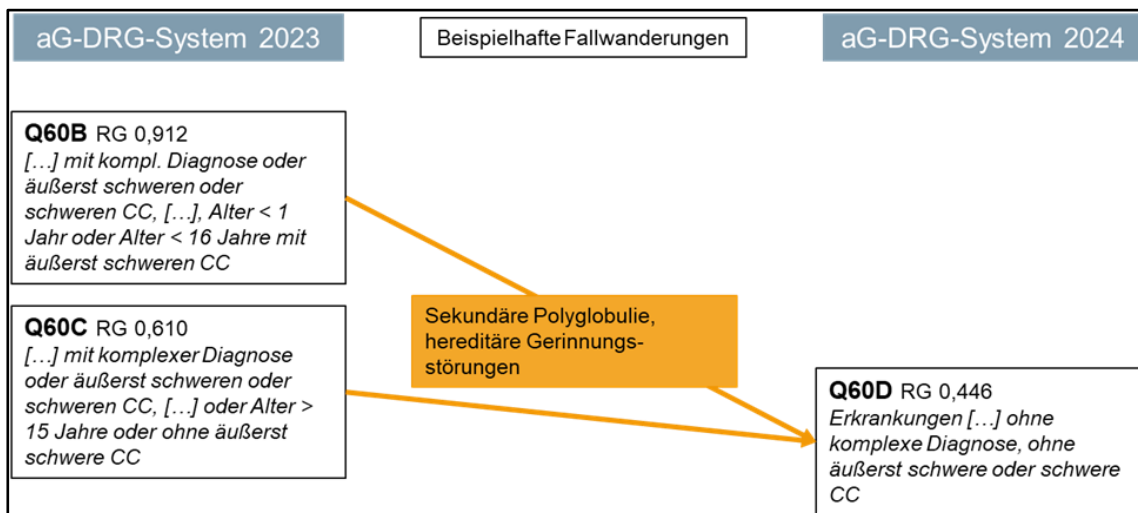 aG-DRG-System 2023
Beispielhafte Fallwanderungen
aG-DRG-System 2024
Q60B RG 0,912
[…] mit kompl. Diagnose oder
äußerst schweren oder
schweren CC, […], Alter < 1
Jahr oder Alter < 16 Jahre mit
äußerst schweren CC
Q60C RG 0,610
[…] mit komplexer Diagnose
oder äußerst schweren oder
schweren CC, […] oder Alter >
15 Jahre oder ohne äußerst
schwere CC
Sekundäre Polyglobulie,
hereditäre Gerinnungs-
störungen
Q60D RG 0,446
Erkrankungen […] ohne
komplexe Diagnose, ohne
äußerst schwere oder schwere
CC